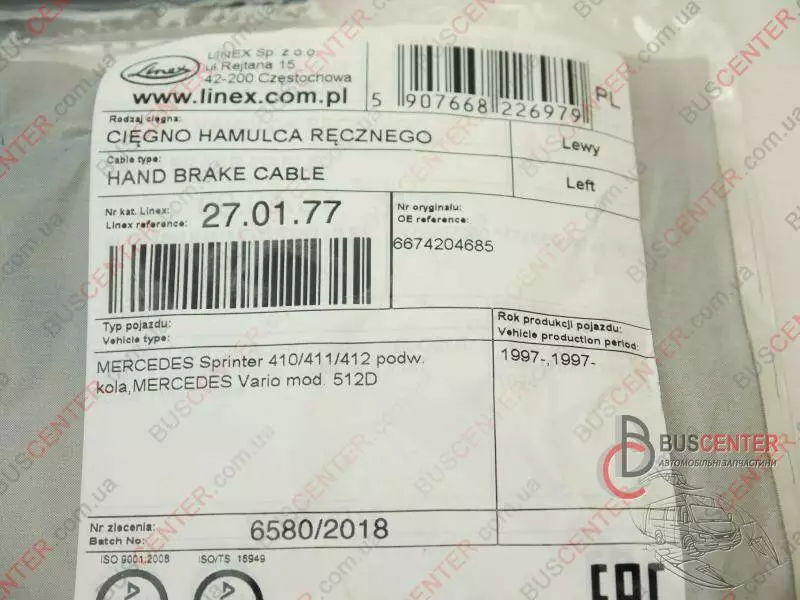 Linex
LINEX Sp. z o.o.
ul. Rejtana 15
42-200 Częstochowa
www.linex.com.pl
5 907668 226979
PL
Rodzaj cięgna:
CIĘGNO HAMULCA RĘCZNEGO
Lewy
Cable type:
HAND BRAKE CABLE
Left
Nr kat. Linex:
Linex reference:
27.01.77
Nr oryginału:
OE reference:
6674204685
Typ pojazdu:
Vehicle type:
Rok produkcji pojazdu:
Vehicle production period:
MERCEDES Sprinter 410/411/412 podw.
kola,MERCEDES Vario mod. 512D
1997-,1997-
BUSCENTER
АВТОМОБІЛЬНІ ЗАПЧАСТИНИ
Nr zlecenia:
Batch No:
6580/2018
ISO 9001:2008
ISO/TS 16949
EAC
BUSCENTER.com.ua